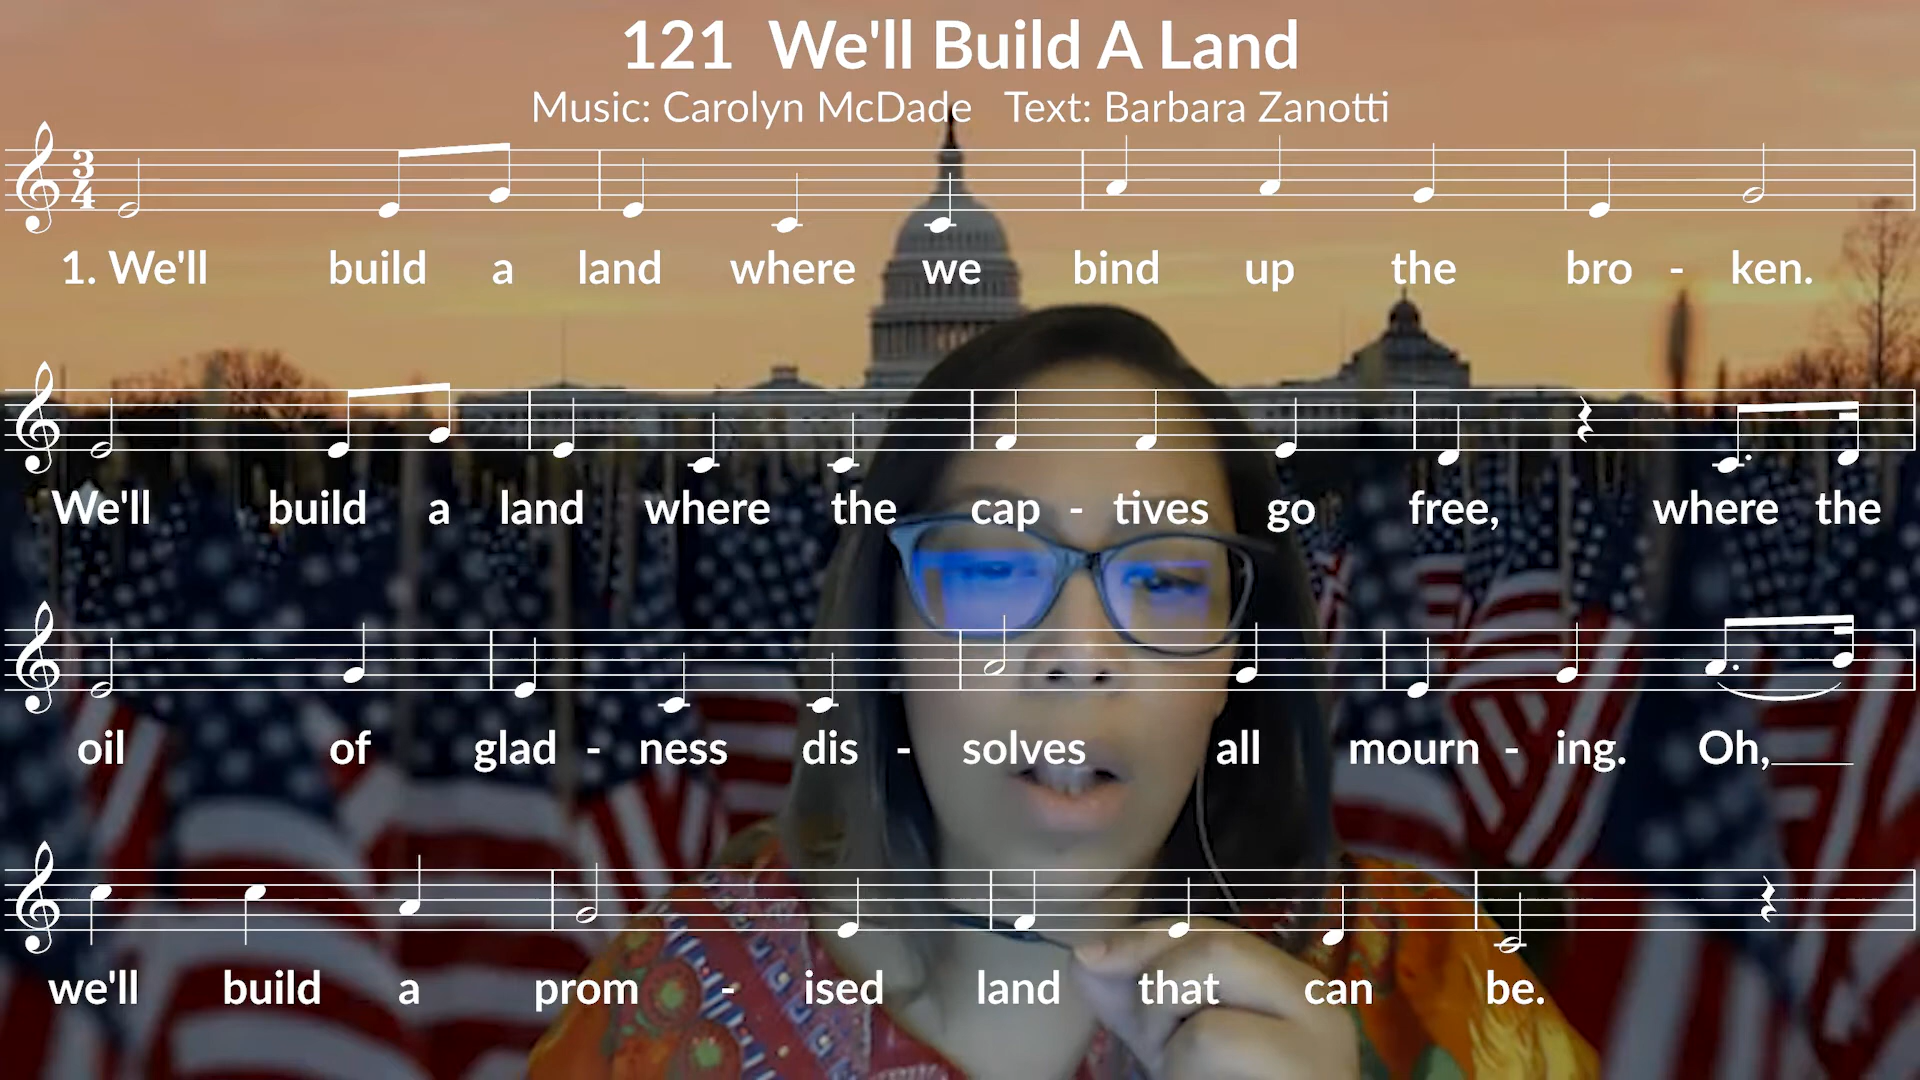 121 We'll Build A Land
Music: Carolyn McDade Text: Barbara Zanotti
3
4
1. We'll build a land where we bind up the bro - ken.
We'll build a land where the cap - tives go free, where the
oil of glad - ness dis - solves all mourn - ing. Oh,
we'll build a prom - ised land that can be.